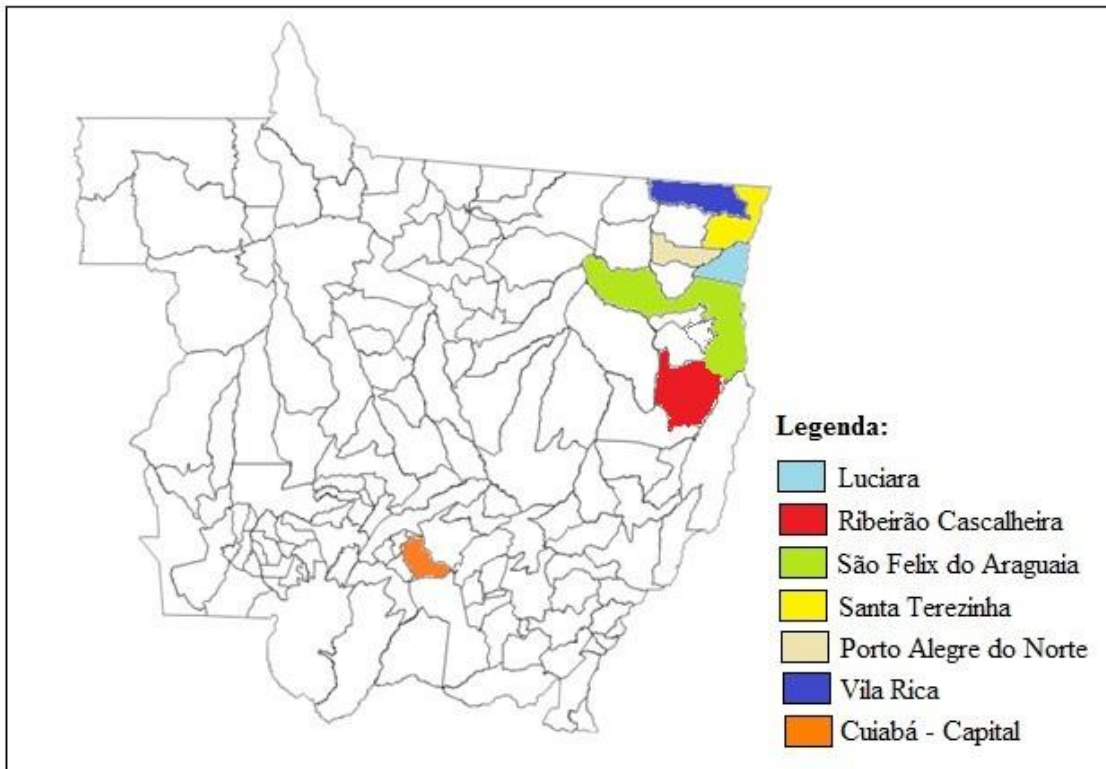 Legenda:
Luciara
Ribeirão Cascalheira
São Felix do Araguaia
Santa Terezinha
Porto Alegre do Norte
Vila Rica
Cuiabá - Capital